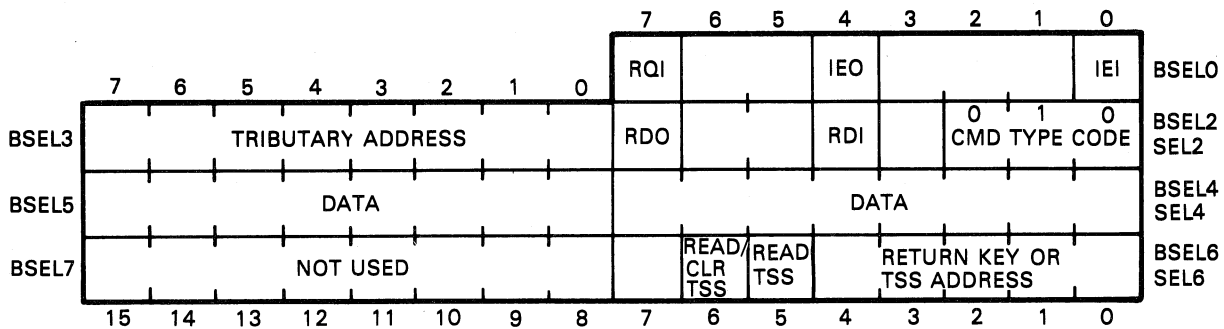 7 6 5 4 3 2 1 0
RQI IEO IEI BSEL0
7 6 5 4 3 2 1 0
BSEL3 TRIBUTARY ADDRESS RDO RDI 0 1 0 BSEL2
CMD TYPE CODE SEL2
BSEL5 DATA DATA BSEL4
SEL4
BSEL7 NOT USED READ/ READ RETURN KEY OR BSEL6
CLR TSS TSS ADDRESS SEL6
TSS
15 14 13 12 11 10 9 8 7 6 5 4 3 2 1 0